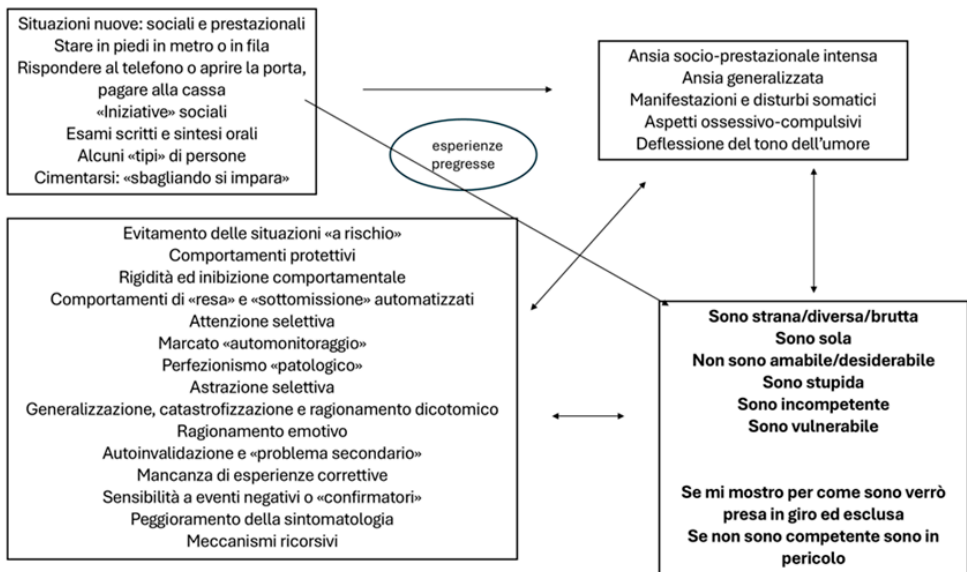 Situazioni nuove: sociali e prestazionali
Stare in piedi in metro o in fila
Rispondere al telefono o aprire la porta,
pagare alla cassa
«Iniziative» sociali
Esami scritti e sintesi orali
Alcuni «tipi» di persone
Cimentarsi: «sbagliando si impara»
esperienze
pregresse
Ansia socio-prestazionale intensa
Ansia generalizzata
Manifestazioni e disturbi somatici
Aspetti ossessivo-compulsivi
Deflessione del tono dell'umore
Evitamento delle situazioni «a rischio»
Comportamenti protettivi
Rigidità ed inibizione comportamentale
Comportamenti di «resa» e «sottomissione» automatizzati
Attenzione selettiva
Marcato «automonitoraggio»
Perfezionismo «patologico»
Astrazione selettiva
Generalizzazione, catastrofizzazione e ragionamento dicotomico
Ragionamento emotivo
Autoinvalidazione e «problema secondario»
Mancanza di esperienze correttive
Sensibilità a eventi negativi o «confirmatori»
Peggioramento della sintomatologia
Meccanismi ricorsivi
Sono strana/diversa/brutta
Sono sola
Non sono amabile/desiderabile
Sono stupida
Sono incompetente
Sono vulnerabile
Se mi mostro per come sono verrò
presa in giro ed esclusa
Se non sono competente sono in
pericolo